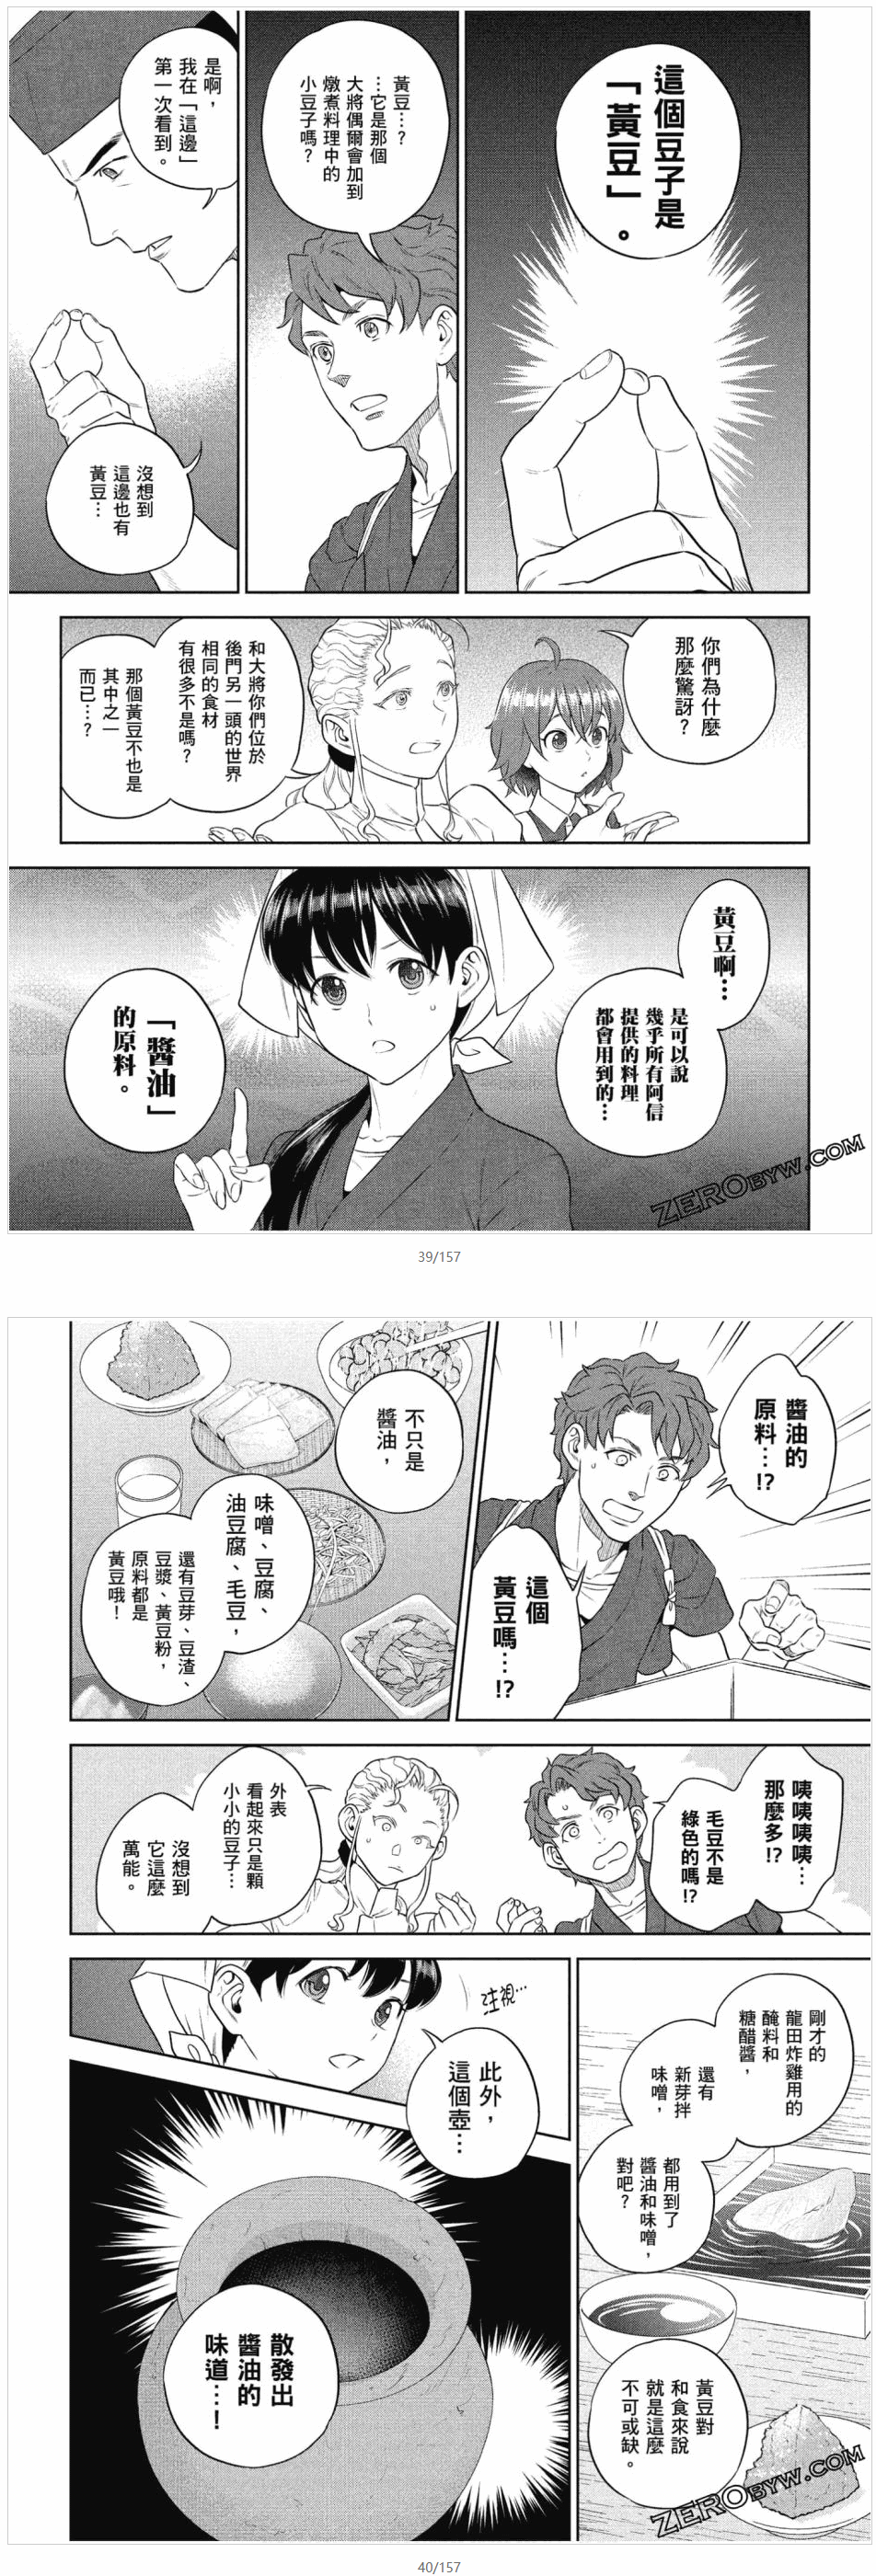 這個豆子是
「黃豆」。
黃豆…?
…它是那個
大將偶爾會加到
燉煮料理中的
小豆子嗎?
是啊,
我在「這邊」
第一次看到。
沒想到
這邊也有
黃豆…
你們為什麼
那麼驚訝?
和大將你們位於
後門另一頭的世界
相同的食材
有很多不是嗎?
那個黃豆不也是
其中之一
而已…?
黃豆啊…
是可以說
幾乎所有阿信
提供的料理
都會用到的…
「醬油」
的原料。
ZEROBYW.COM
39/157
醬油的
原料…!?
這個
黃豆嗎…!?
不只是
醬油,
味噌、豆腐、
油豆腐、毛豆,
還有豆芽、豆渣、
豆漿、黃豆粉,
原料都是
黃豆哦!
咦咦咦咦…
那麼多!?
毛豆不是
綠色的嗎!?
外表
看起來只是顆
小小的豆子…
沒想到
它這麼
萬能。
剛才的
龍田炸雞用的
醃料和
糖醋醬,
還有
新芽拌
味噌,
都用到了
醬油和味噌,
對吧?
黃豆對
和食來說
就是這麼
不可或缺。
注視…
此外,
這個壺…
散發出
醬油的
味道…!
ZEROBYW.COM
40/157